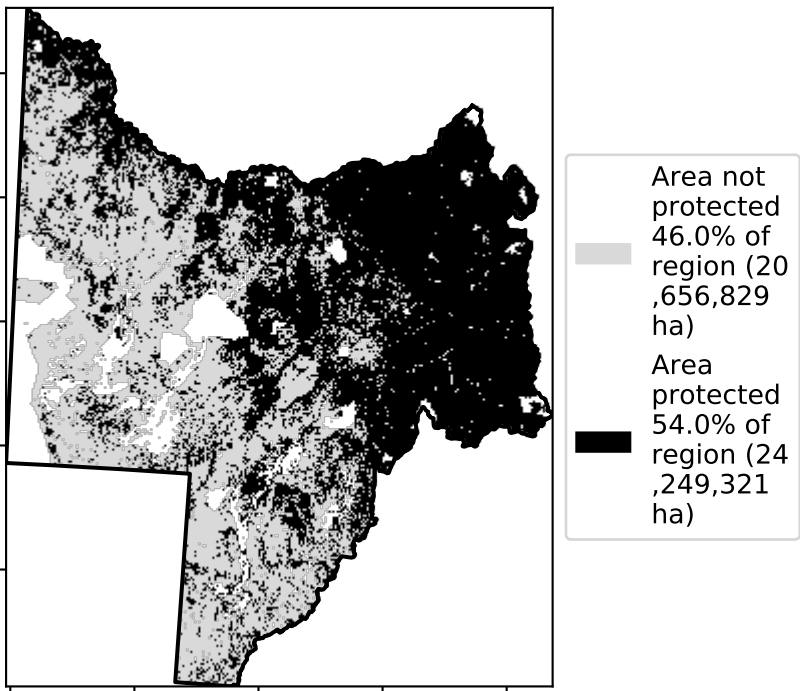 Area not
protected
46.0% of
region (20
,656,829
ha)
Area
protected
54.0% of
region (24
,249,321
ha)